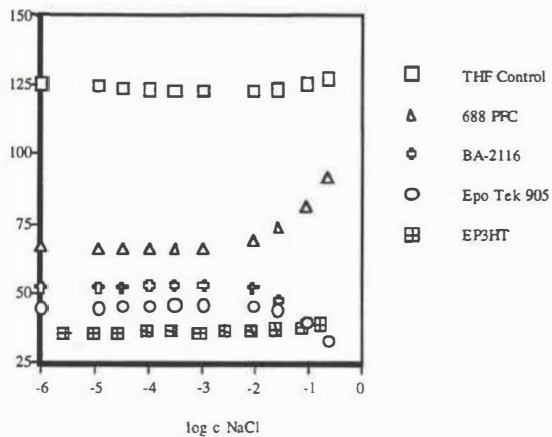 150
125
100
75
50
25
-6 -5 -4 -3 -2 -1 0
log c NaCl
THF Control
688 PFC
BA-2116
Epo Tek 905
EP3HT